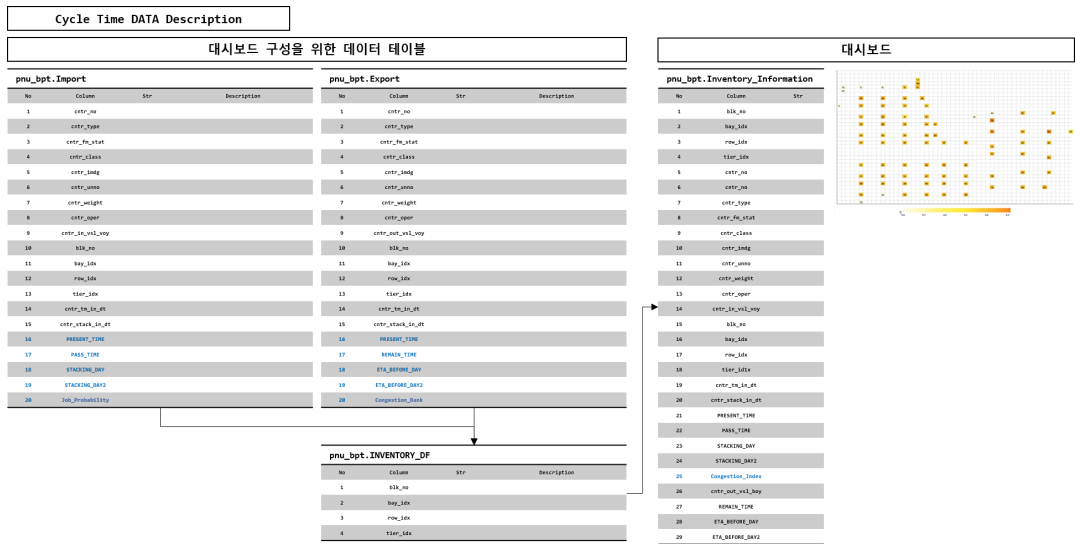 Cycle Time DATA Description
대시보드 구성을 위한 데이터 테이블
pnu_bpt.Import
No Column Str Description
1 cntr_no
2 cntr_type
3 cntr_fm_stat
4 cntr_class
5 cntr_imdg
6 cntr_unno
7 cntr_weight
8 cntr_oper
9 cntr_in_vsl_voy
10 blk_no
11 bay_idx
12 row_idx
13 tier_idx
14 cntr_tm_in_dt
15 cntr_stack_in_dt
16 PRESENT_TIME
17 PASS_TIME
18 STACKING_DAY
19 STACKING_DAY2
20 Job_Probability
pnu_bpt.Export
No Column Str Description
1 cntr_no
2 cntr_type
3 cntr_fm_stat
4 cntr_class
5 cntr_imdg
6 cntr_unno
7 cntr_weight
8 cntr_oper
9 cntr_out_vsl_voy
10 blk_no
11 bay_idx
12 row_idx
13 tier_idx
14 cntr_tm_in_dt
15 cntr_stack_in_dt
16 PRESENT_TIME
17 REMAIN_TIME
18 ETA_BEFORE_DAY
19 ETA_BEFORE_DAY2
20 Congestion_Rank
pnu_bpt.INVENTORY_DF
No Column Str Description
1 blk_no
2 bay_idx
3 row_idx
4 tier_idx
대시보드
pnu_bpt.Inventory_Information
No Column Str
1 blk_no
2 bay_idx
3 row_idx
4 tier_idx
5 cntr_no
6 cntr_no
7 cntr_type
8 cntr_fm_stat
9 cntr_class
10 cntr_imdg
11 cntr_unno
12 cntr_weight
13 cntr_oper
14 cntr_in_vsl_voy
15 blk_no
16 bay_idx
17 row_idx
18 tier_id1x
19 cntr_tm_in_dt
20 cntr_stack_in_dt
21 PRESENT_TIME
22 PASS_TIME
23 STACKING_DAY
24 STACKING_DAY2
25 Congestion_Index
26 cntr_out_vsl_boy
27 REMAIN_TIME
28 ETA_BEFORE_DAY
29 ETA_BEFORE_DAY2